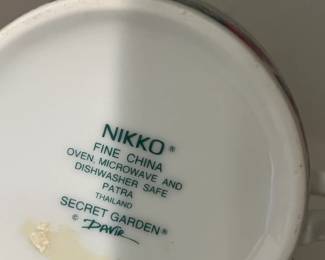 NIKKO®
FINE CHINA
OVEN, MICROWAVE AND
DISHWASHER SAFE
PATRA
THAILAND
SECRET GARDEN®
©